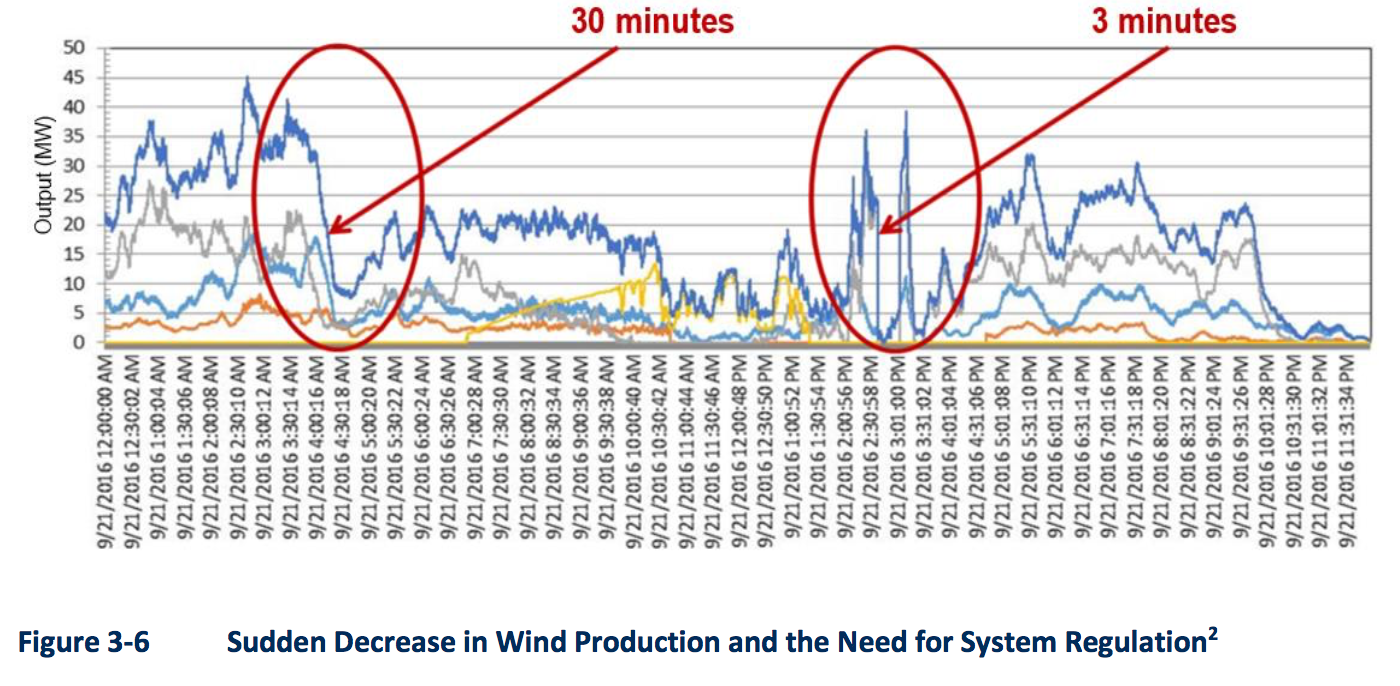 30 minutes
3 minutes
Output (MW)
50
45
40
35
30
25
20
15
10
5
0
9/21/2016 12:00:00 AM
9/21/2016 12:30:02 AM
9/21/2016 1:00:04 AM
9/21/2016 1:30:06 AM
9/21/2016 2:00:08 AM
9/21/2016 2:30:10 AM
9/21/2016 3:00:12 AM
9/21/2016 3:30:14 AM
9/21/2016 4:00:16 AM
9/21/2016 4:30:18 AM
9/21/2016 5:00:20 AM
9/21/2016 5:30:22 AM
9/21/2016 6:00:24 AM
9/21/2016 6:30:26 AM
9/21/2016 7:00:28 AM
9/21/2016 7:30:30 AM
9/21/2016 8:00:32 AM
9/21/2016 8:30:34 AM
9/21/2016 9:00:36 AM
9/21/2016 9:30:38 AM
9/21/2016 10:00:40 AM
9/21/2016 10:30:42 AM
9/21/2016 11:00:44 AM
9/21/2016 11:30:46 AM
9/21/2016 12:00:48 PM
9/21/2016 12:30:50 PM
9/21/2016 1:00:52 PM
9/21/2016 1:30:54 PM
9/21/2016 2:00:56 PM
9/21/2016 2:30:58 PM
9/21/2016 3:01:00 PM
9/21/2016 3:31:02 PM
9/21/2016 4:01:04 PM
9/21/2016 4:31:06 PM
9/21/2016 5:01:08 PM
9/21/2016 5:31:10 PM
9/21/2016 6:01:12 PM
9/21/2016 6:31:14 PM
9/21/2016 7:01:16 PM
9/21/2016 7:31:18 PM
9/21/2016 8:01:20 PM
9/21/2016 8:31:22 PM
9/21/2016 9:01:24 PM
9/21/2016 9:31:26 PM
9/21/2016 10:01:28 PM
9/21/2016 10:31:30 PM
9/21/2016 11:01:32 PM
9/21/2016 11:31:34 PM
Figure 3-6 Sudden Decrease in Wind Production and the Need for System Regulation2